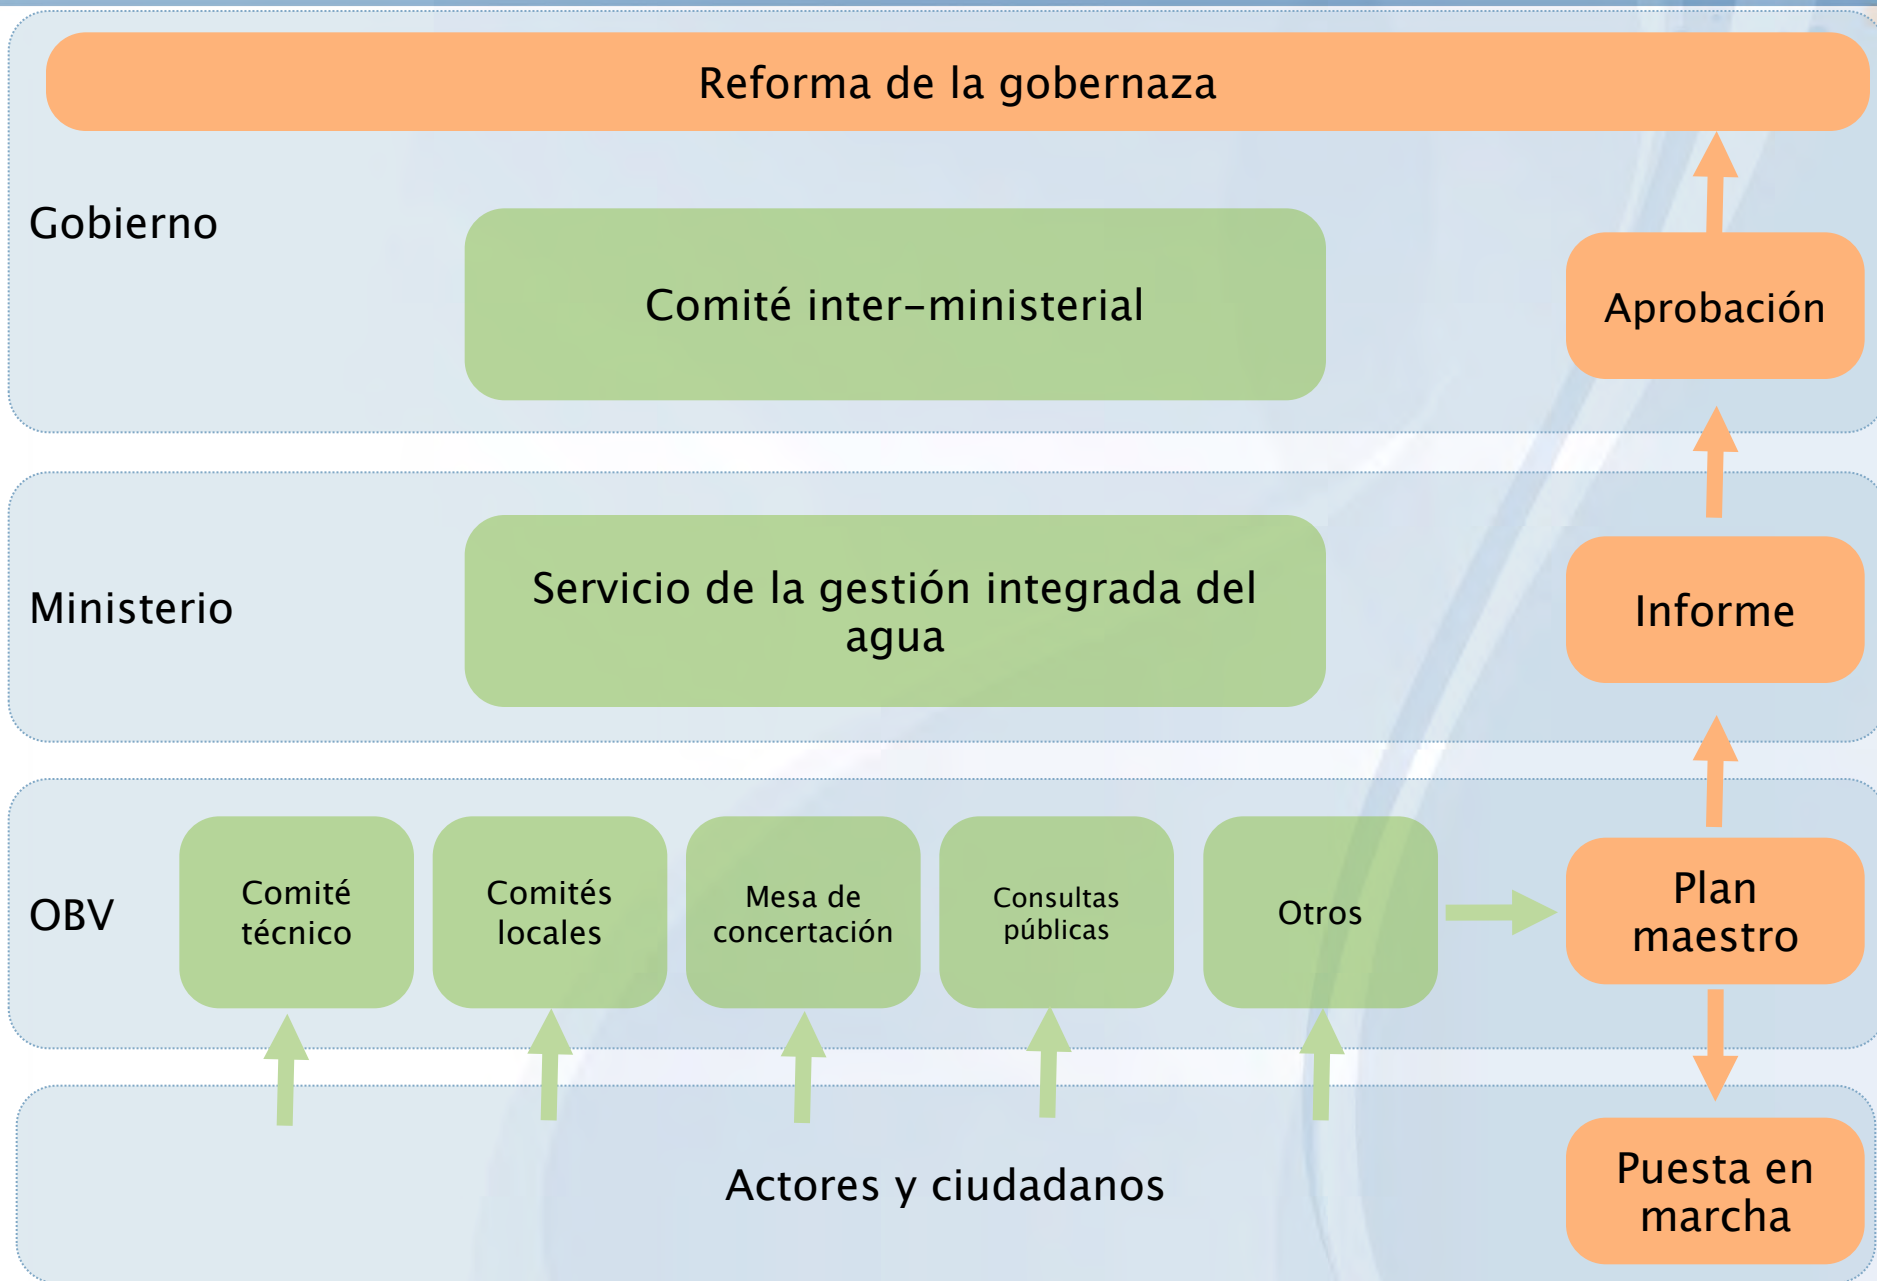 Reforma de la gobernaza
Gobierno
Comité inter-ministerial
Aprobación
Ministerio
Servicio de la gestión integrada del
agua
Informe
OBV
Comité
técnico
Comités
locales
Mesa de
concertación
Consultas
públicas
Otros
Plan
maestro
Actores y ciudadanos
Puesta en
marcha